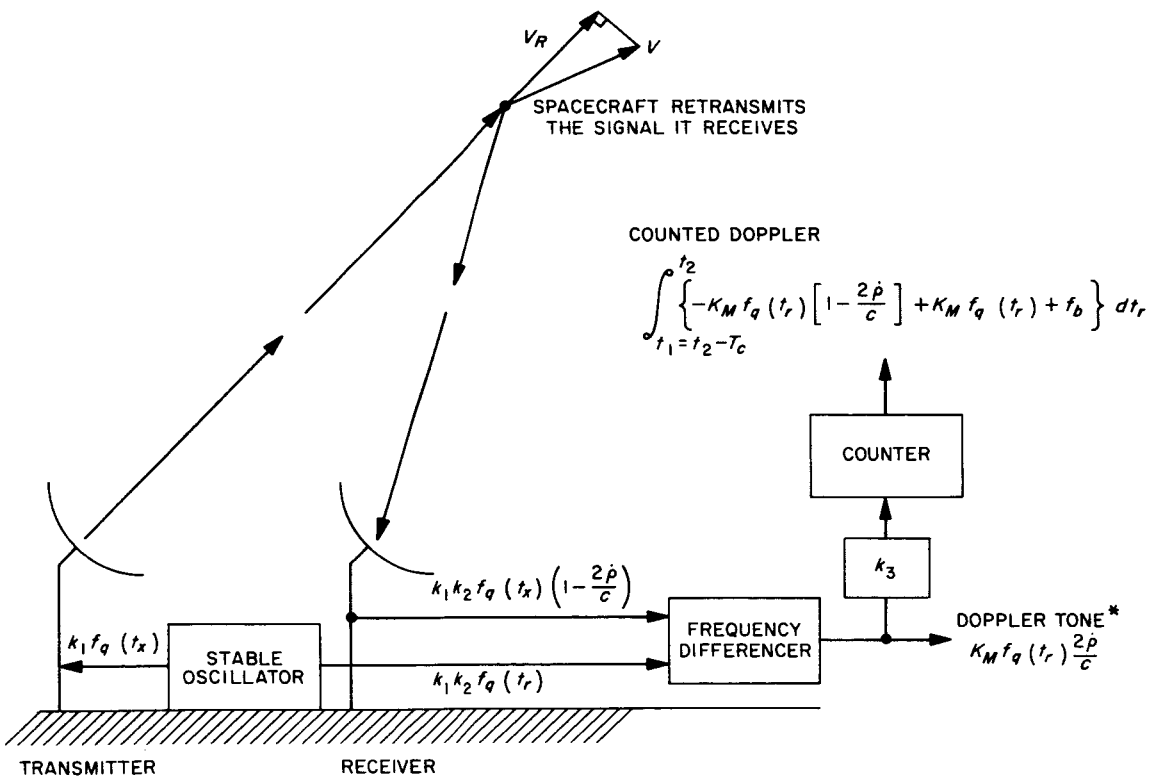 V_R
V
SPACECRAFT RETRANSMITS
THE SIGNAL IT RECEIVES
COUNTED DOPPLER
∫_{t_1 = t_2 - T_C}^{t_2} { -K_M f_q (t_r) [ 1 - 2ρ̇/c ] + K_M f_q (t_r) + f_b } dt_r
COUNTER
k_3
k_1 k_2 f_q (t_x) ( 1 - 2ρ̇/c )
DOPPLER TONE*
K_M f_q (t_r) 2ρ̇/c
FREQUENCY
DIFFERENCER
k_1 f_q (t_x)
STABLE
OSCILLATOR
k_1 k_2 f_q (t_r)
TRANSMITTER
RECEIVER